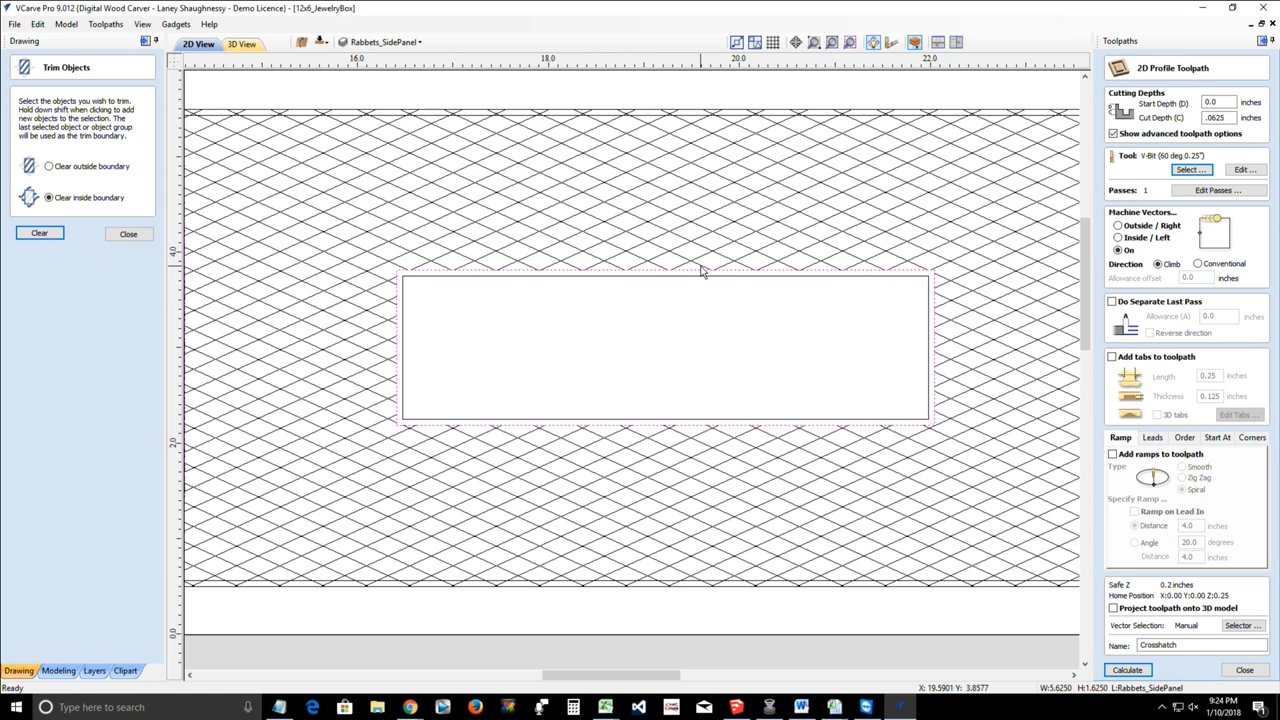 VCarve Pro 9.012 {Digital Wood Carver - Laney Shaughnessy - Demo Licence} - [12x6_JewelryBox]
File Edit Model Toolpaths View Gadgets Help
Drawing
2D View 3D View Rabbets_SidePanel
Toolpaths
Trim Objects
Select the objects you wish to trim.
Hold down shift when clicking to add
new objects to the selection. The
last selected object or object group
will be used as the trim boundary.
Clear outside boundary
Clear inside boundary
Clear Close
16.0 18.0 20.0 22.0
4.0
2.0
0.0
2D Profile Toolpath
Cutting Depths
Start Depth (D) 0.0 inches
Cut Depth (C) .0625 inches
Show advanced toolpath options
Tool: V-Bit (60 deg 0.25")
Select ... Edit ...
Passes: 1 Edit Passes ...
Machine Vectors...
Outside / Right
Inside / Left
On
Direction Climb Conventional
Allowance offset 0.0 inches
Do Separate Last Pass
A
Allowance (A) 0.0 inches
Reverse direction
Add tabs to toolpath
Length 0.25 inches
Thickness 0.125 inches
3D tabs Edit Tabs ...
Ramp Leads Order Start At Corners
Add ramps to toolpath
Type Smooth
Zig Zag
Spiral
Specify Ramp ...
Ramp on Lead In
Distance 4.0 inches
Angle 20.0 degrees
Distance 4.0 inches
Safe Z 0.2 inches
Home Position X:0.00 Y:0.00 Z:0.25
Project toolpath onto 3D model
Vector Selection: Manual Selector ...
Name: Crosshatch
Calculate Close
Drawing Modeling Layers Clipart
Ready X: 19.5901 Y: 3.8577 W:5.6250 H:1.6250 L:Rabbets_SidePanel
Type here to search
9:24 PM
1/10/2018